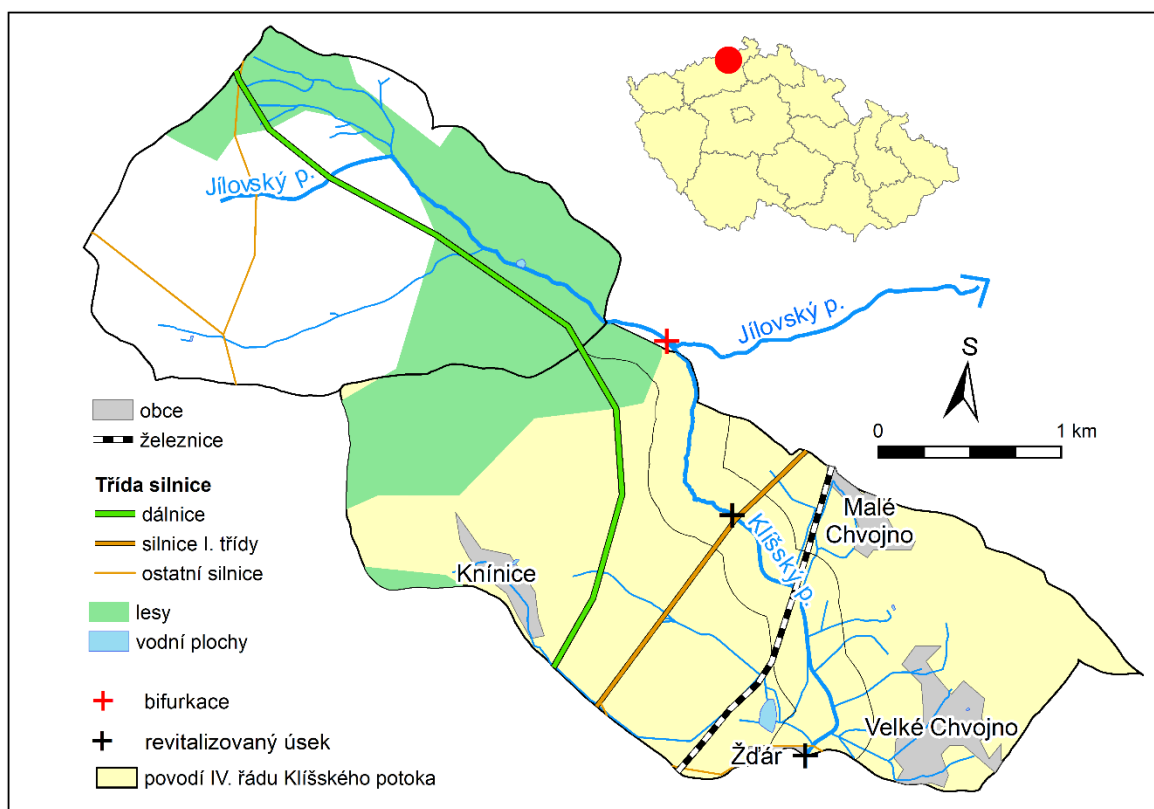 Jílovský p.
Jílovský p.
S
0 1 km
obce
železnice
Třída silnice
dálnice
silnice I. třídy
ostatní silnice
lesy
vodní plochy
bifurkace
revitalizovaný úsek
povodí IV. řádu Klíšského potoka
Malé
Chvojno
Klíšský p.
Knínice
Velké Chvojno
Žďár